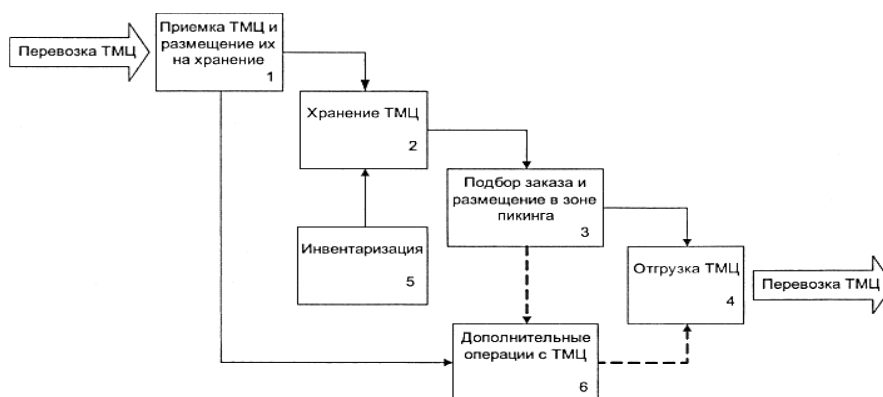 Перевозка ТМЦ
Приемка ТМЦ и
размещение их
на хранение
1
Хранение ТМЦ
2
Подбор заказа и
размещение в зоне
пикинга
3
Инвентаризация
5
Отгрузка ТМЦ
4
Перевозка ТМЦ
Дополнительные
операции с ТМЦ
6